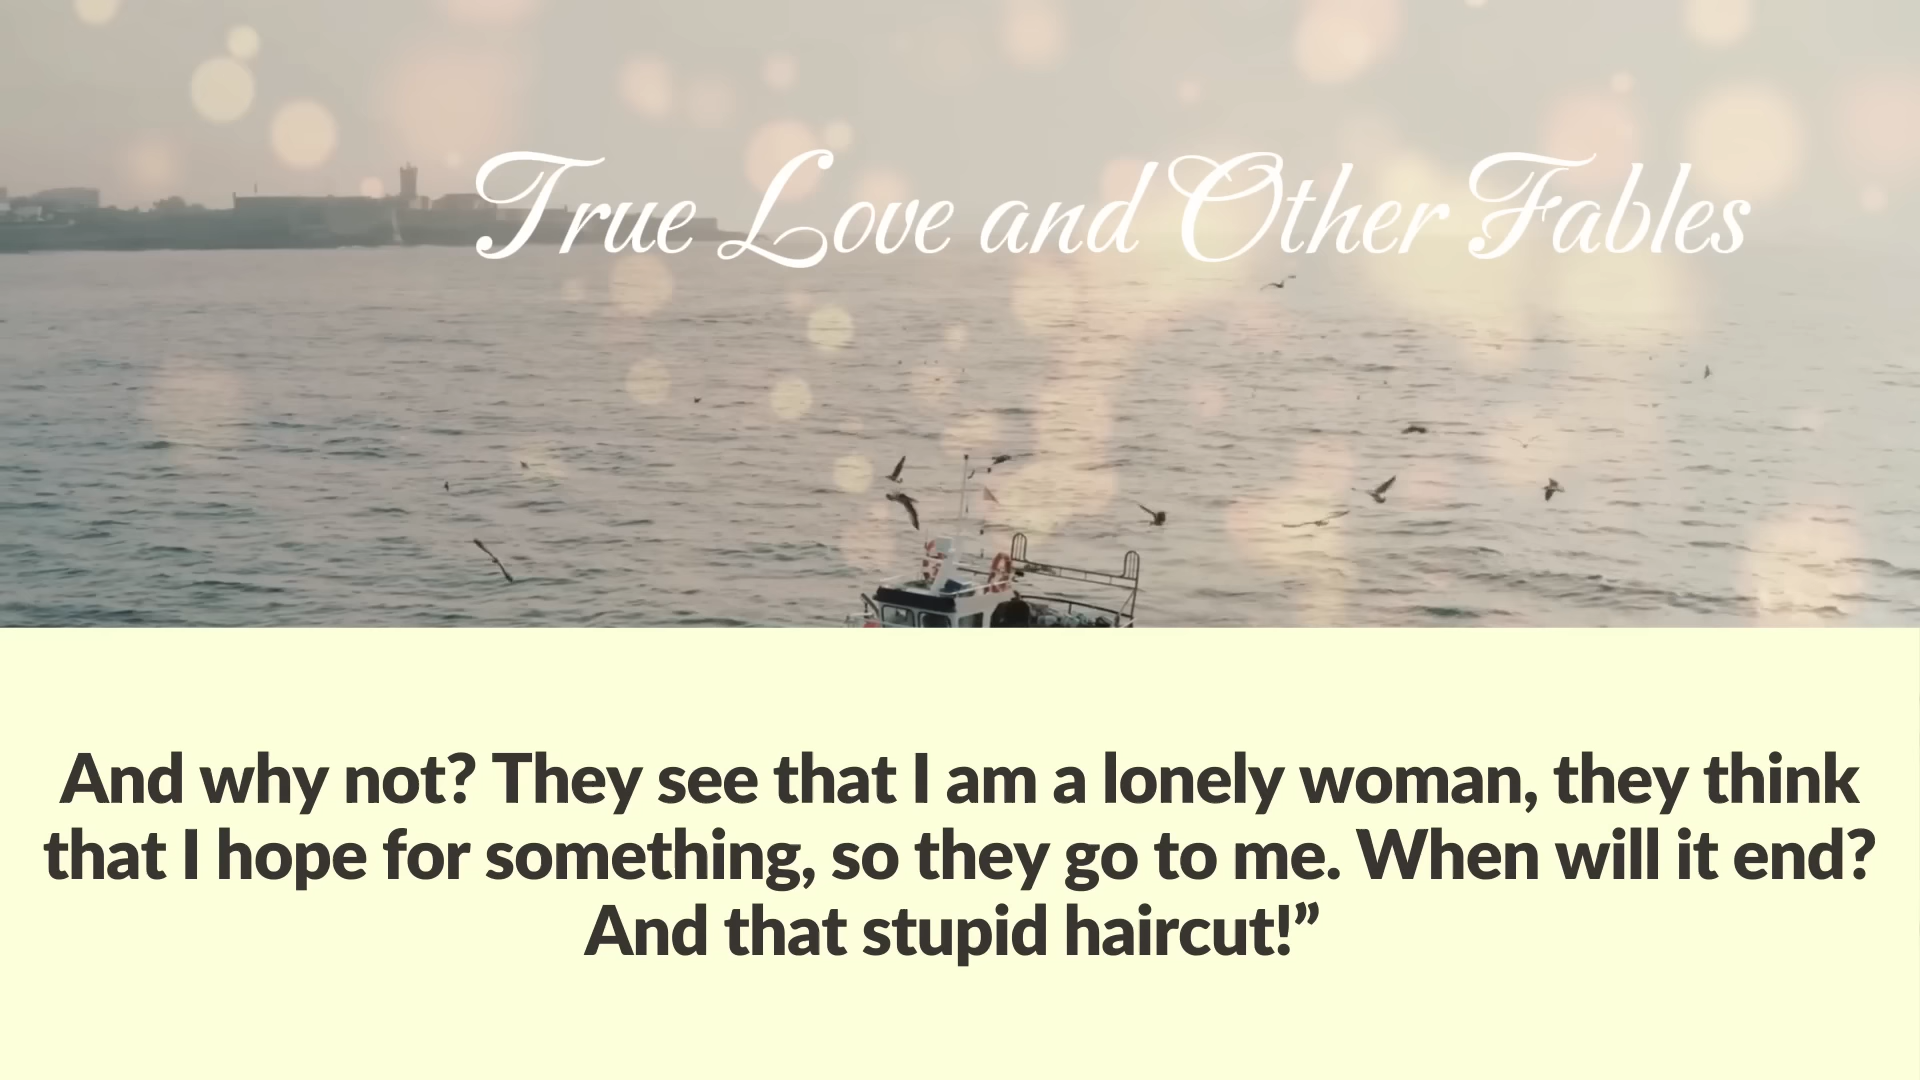 True Love and Other Fables
And why not? They see that I am a lonely woman, they think
that I hope for something, so they go to me. When will it end?
And that stupid haircut!”